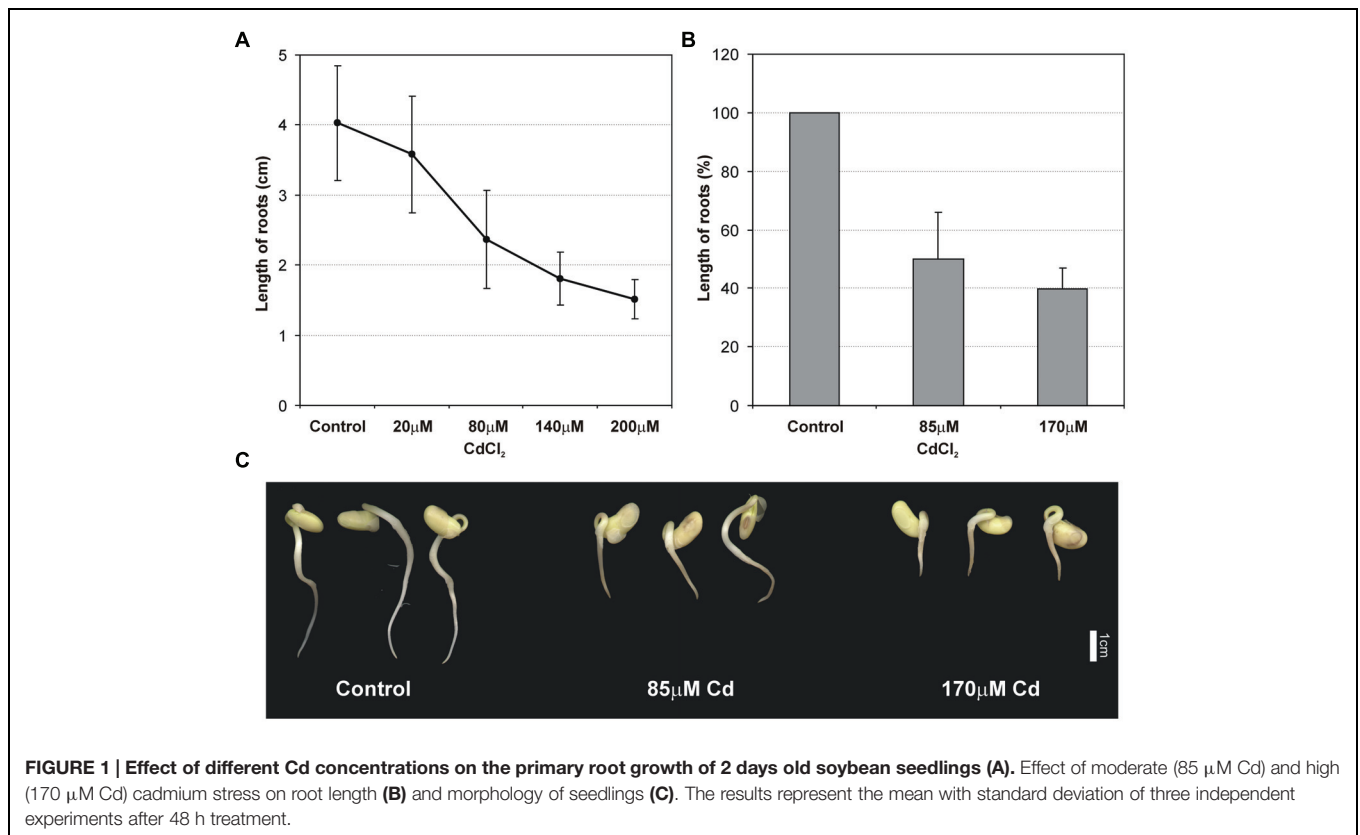 A
B
5
4
3
2
1
0
Length of roots (cm)
Control 20μM 80μM 140μM 200μM
CdCl₂
120
100
80
60
40
20
0
Length of roots (%)
Control 85μM 170μM
CdCl₂
C
1cm
Control 85μM Cd 170μM Cd
FIGURE 1 | Effect of different Cd concentrations on the primary root growth of 2 days old soybean seedlings (A). Effect of moderate (85 μM Cd) and high
(170 μM Cd) cadmium stress on root length (B) and morphology of seedlings (C). The results represent the mean with standard deviation of three independent
experiments after 48 h treatment.